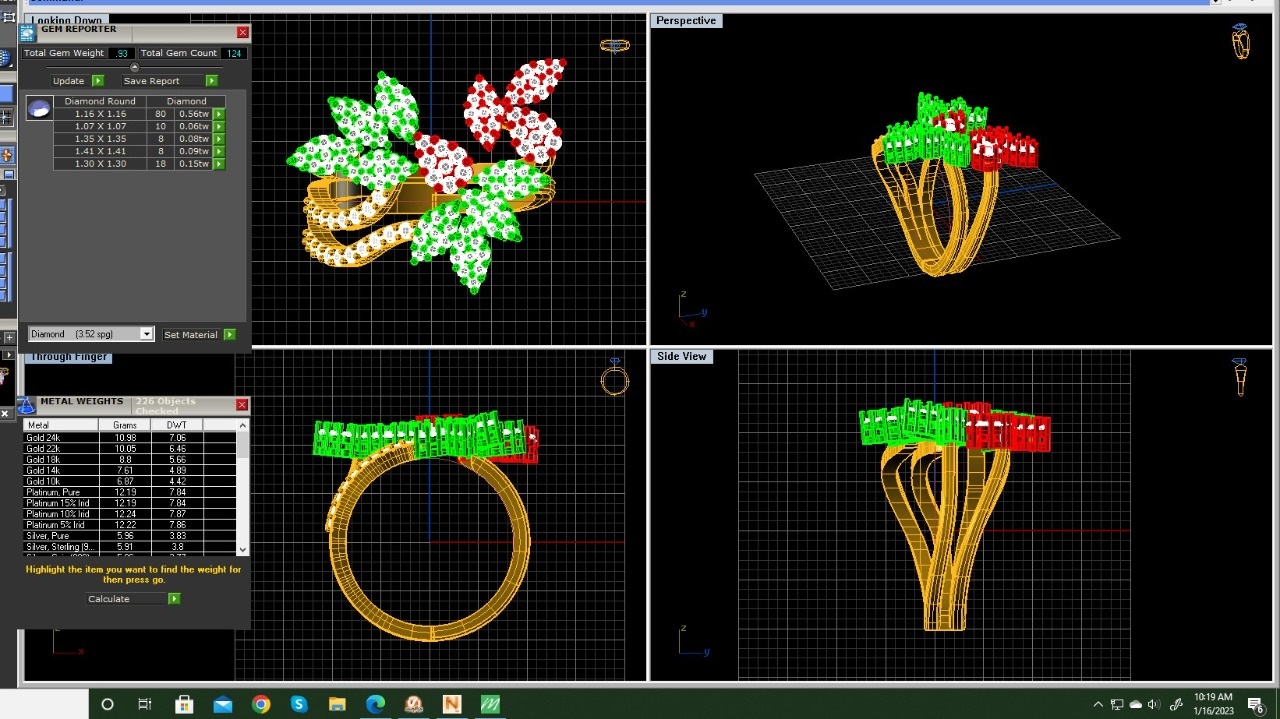 Command:
Looking Down
Perspective
GEM REPORTER
Total Gem Weight .93 Total Gem Count 124
Update Save Report
Diamond Round Diamond
1.16 X 1.16 80 0.56tw
1.07 X 1.07 10 0.06tw
1.35 X 1.35 8 0.08tw
1.41 X 1.41 8 0.09tw
1.30 X 1.30 18 0.15tw
Diamond (3.52 spg) Set Material
z
y
x
Through Finger
Side View
METAL WEIGHTS 226 Objects Checked
Metal Grams DWT
Gold 24k 10.98 7.06
Gold 22k 10.05 6.46
Gold 18k 8.8 5.66
Gold 14k 7.61 4.89
Gold 10k 6.87 4.42
Platinum, Pure 12.19 7.84
Platinum 15% Irid 12.19 7.84
Platinum 10% Irid 12.24 7.87
Platinum 5% Irid 12.22 7.86
Silver, Pure 5.96 3.83
Silver, Sterling (9... 5.91 3.8
Highlight the item you want to find the weight for
then press go.
Calculate
z
x
z
y
10:19 AM
1/16/2023
6